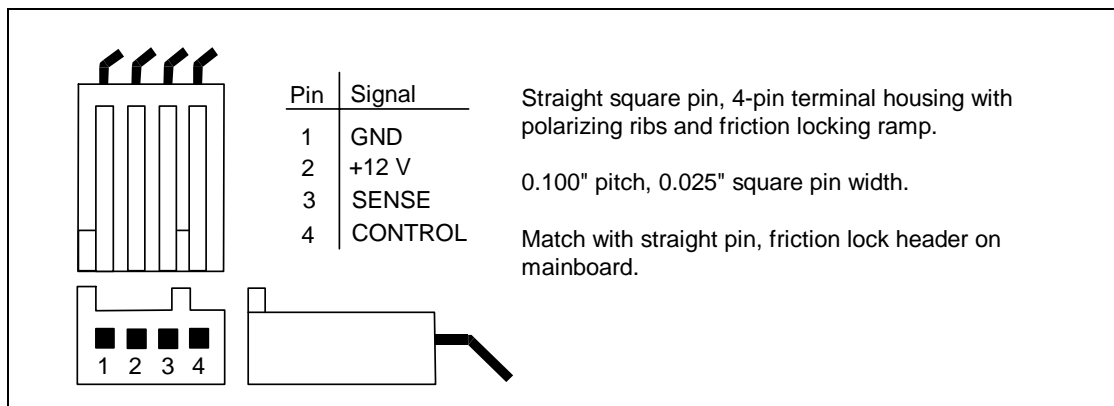 Pin Signal
1 GND
2 +12 V
3 SENSE
4 CONTROL
Straight square pin, 4-pin terminal housing with
polarizing ribs and friction locking ramp.
0.100" pitch, 0.025" square pin width.
Match with straight pin, friction lock header on
mainboard.
1 2 3 4